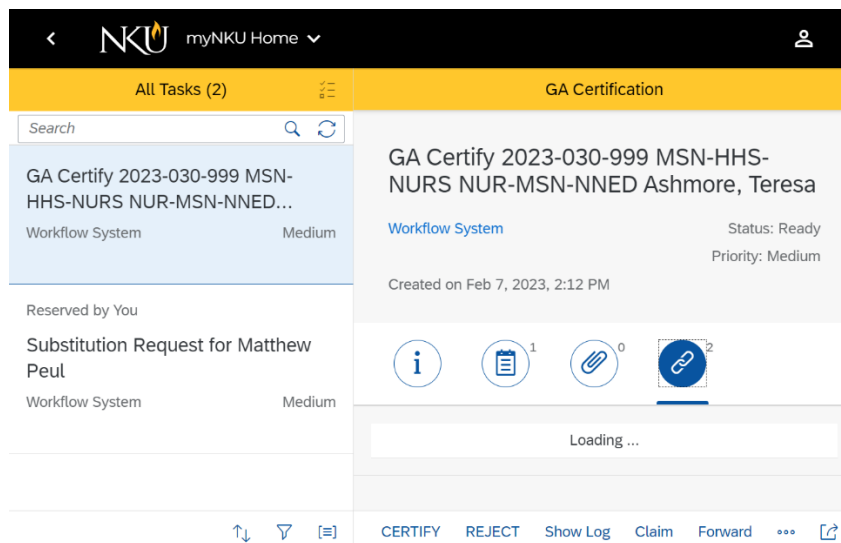 NKU myNKU Home
All Tasks (2)
GA Certification
Search
GA Certify 2023-030-999 MSN-
HHS-NURS NUR-MSN-NNED...
Workflow System Medium
Reserved by You
Substitution Request for Matthew
Peul
Workflow System Medium
GA Certify 2023-030-999 MSN-HHS-
NURS NUR-MSN-NNED Ashmore, Teresa
Workflow System Status: Ready
Priority: Medium
Created on Feb 7, 2023, 2:12 PM
1 0 2
Loading ...
CERTIFY REJECT Show Log Claim Forward